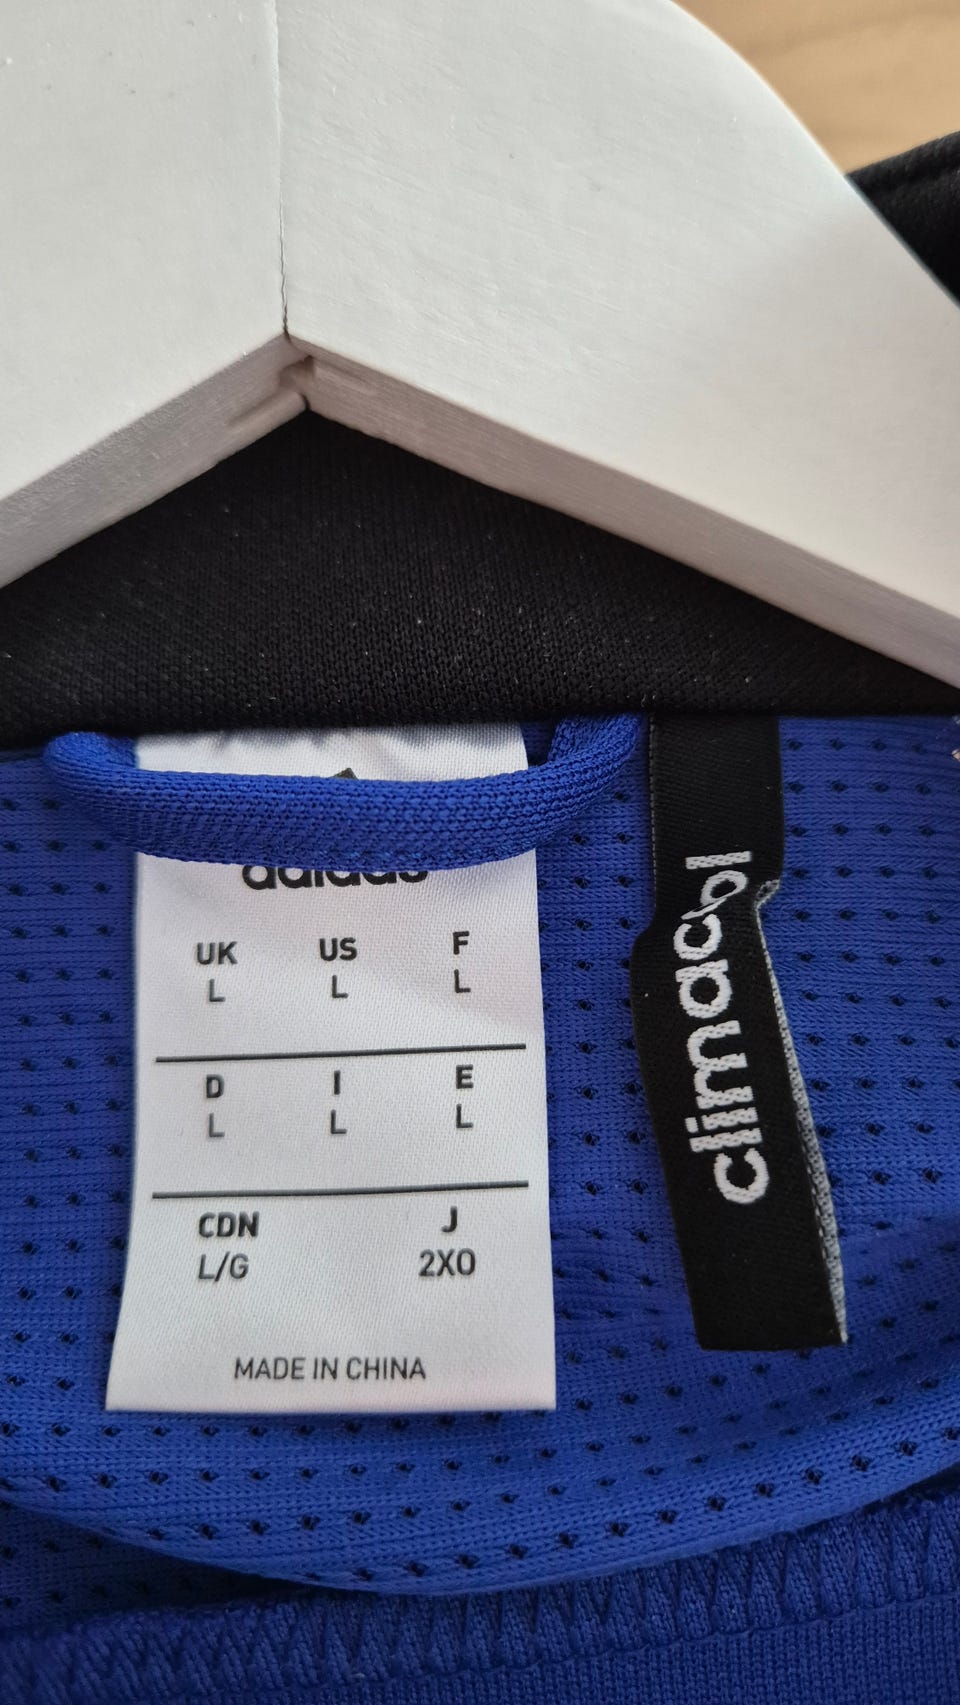 adidas
UK US F
L L L
D I E
L L L
CDN J
L/G 2XO
MADE IN CHINA
climacool